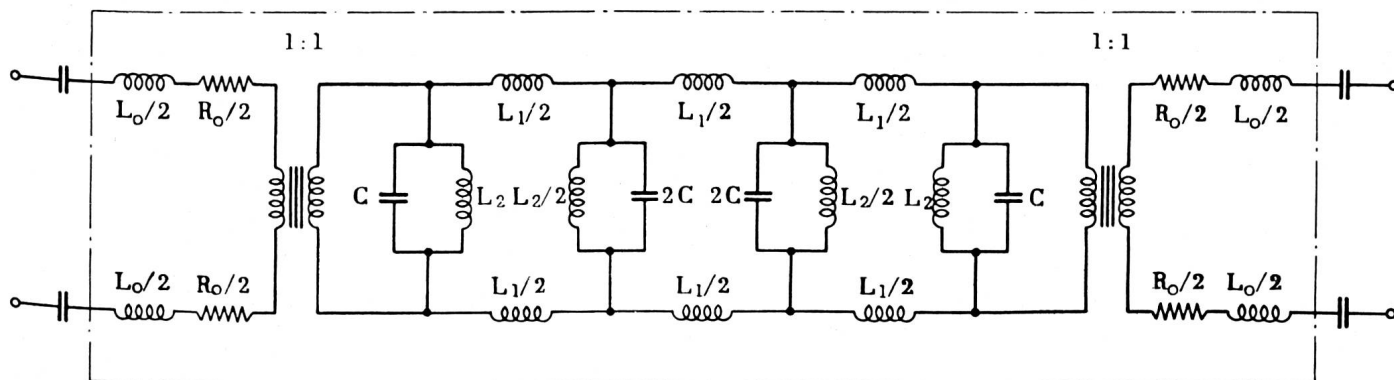 1:1 1:1
L₀/2 R₀/2 L₁/2 L₁/2 L₁/2 R₀/2 L₀/2
C L₂ L₂/2 2C 2C L₂/2 L₂ C
L₀/2 R₀/2 L₁/2 L₁/2 L₁/2 R₀/2 L₀/2